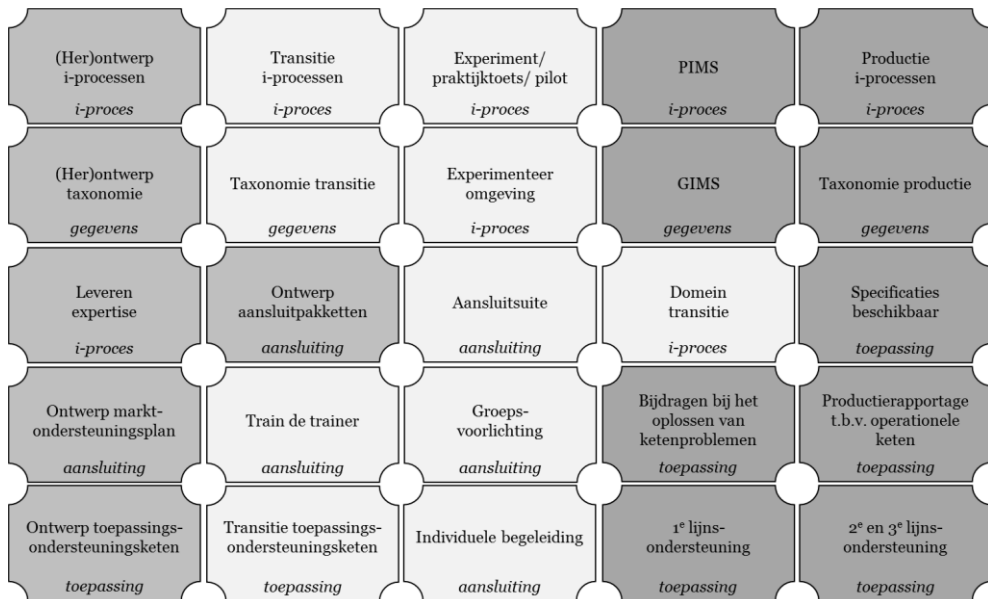 (Her)ontwerp
i-processen
i-proces
Transitie
i-processen
i-proces
Experiment/
praktijktoets/ pilot
i-proces
PIMS
i-proces
Productie
i-processen
i-proces
(Her)ontwerp
taxonomie
gegevens
Taxonomie transitie
gegevens
Experimenteer
omgeving
i-proces
GIMS
gegevens
Taxonomie productie
gegevens
Leveren
expertise
i-proces
Ontwerp
aansluitpakketten
aansluiting
Aansluitsuite
aansluiting
Domein
transitie
i-proces
Specificaties
beschikbaar
toepassing
Ontwerp markt-
ondersteuningsplan
aansluiting
Train de trainer
aansluiting
Groeps-
voorlichting
aansluiting
Bijdragen bij het
oplossen van
ketenproblemen
toepassing
Productierapportage
t.b.v. operationele
keten
toepassing
Ontwerp toepassings-
ondersteuningsketen
toepassing
Transitie toepassings-
ondersteuningsketen
toepassing
Individuele begeleiding
aansluiting
1e lijns-
ondersteuning
toepassing
2e en 3e lijns-
ondersteuning
toepassing